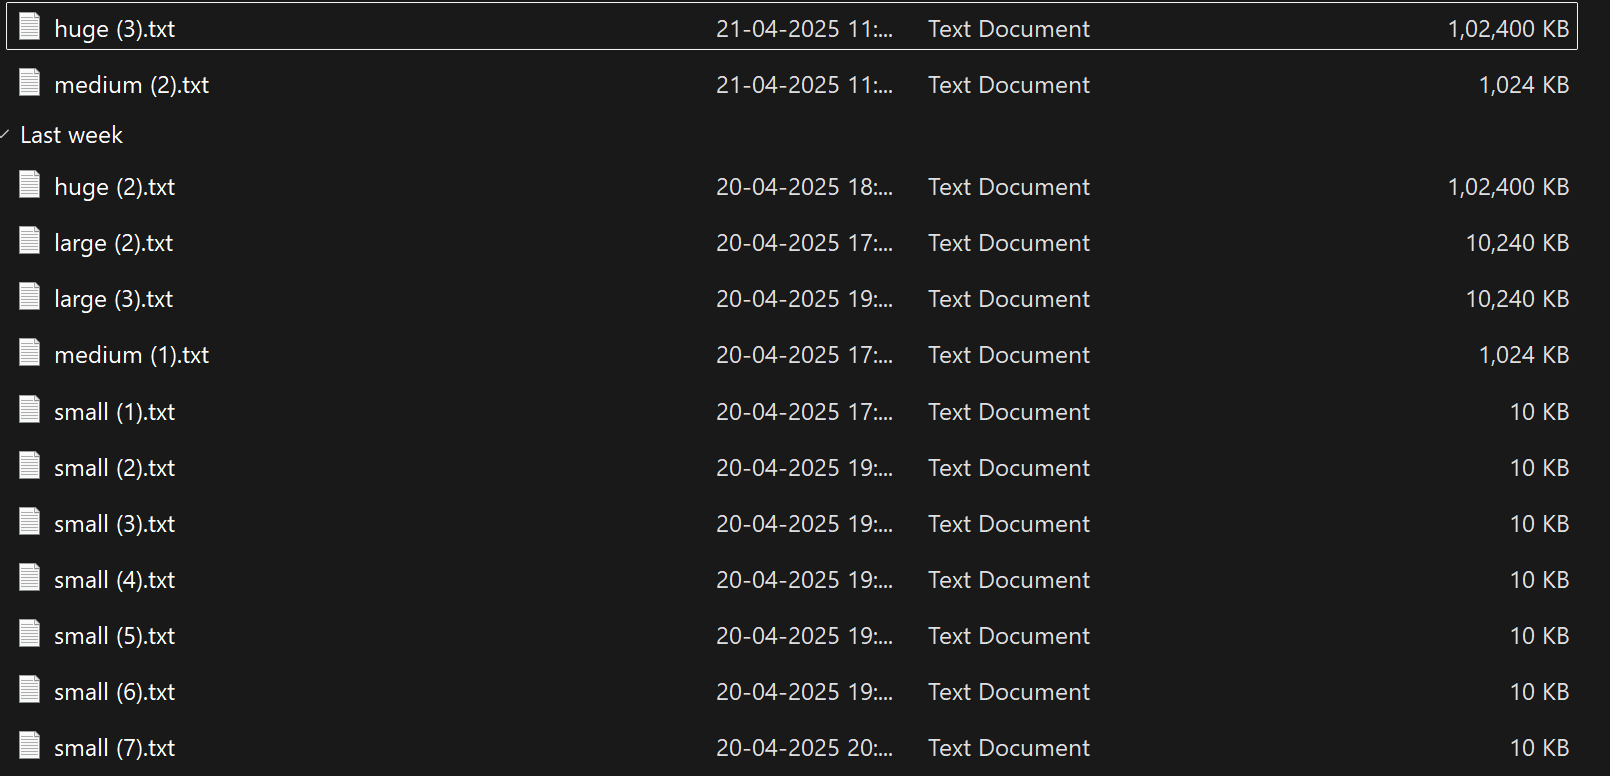 huge (3).txt 21-04-2025 11:... Text Document 1,02,400 KB
medium (2).txt 21-04-2025 11:... Text Document 1,024 KB
Last week
huge (2).txt 20-04-2025 18:... Text Document 1,02,400 KB
large (2).txt 20-04-2025 17:... Text Document 10,240 KB
large (3).txt 20-04-2025 19:... Text Document 10,240 KB
medium (1).txt 20-04-2025 17:... Text Document 1,024 KB
small (1).txt 20-04-2025 17:... Text Document 10 KB
small (2).txt 20-04-2025 19:... Text Document 10 KB
small (3).txt 20-04-2025 19:... Text Document 10 KB
small (4).txt 20-04-2025 19:... Text Document 10 KB
small (5).txt 20-04-2025 19:... Text Document 10 KB
small (6).txt 20-04-2025 19:... Text Document 10 KB
small (7).txt 20-04-2025 20:... Text Document 10 KB